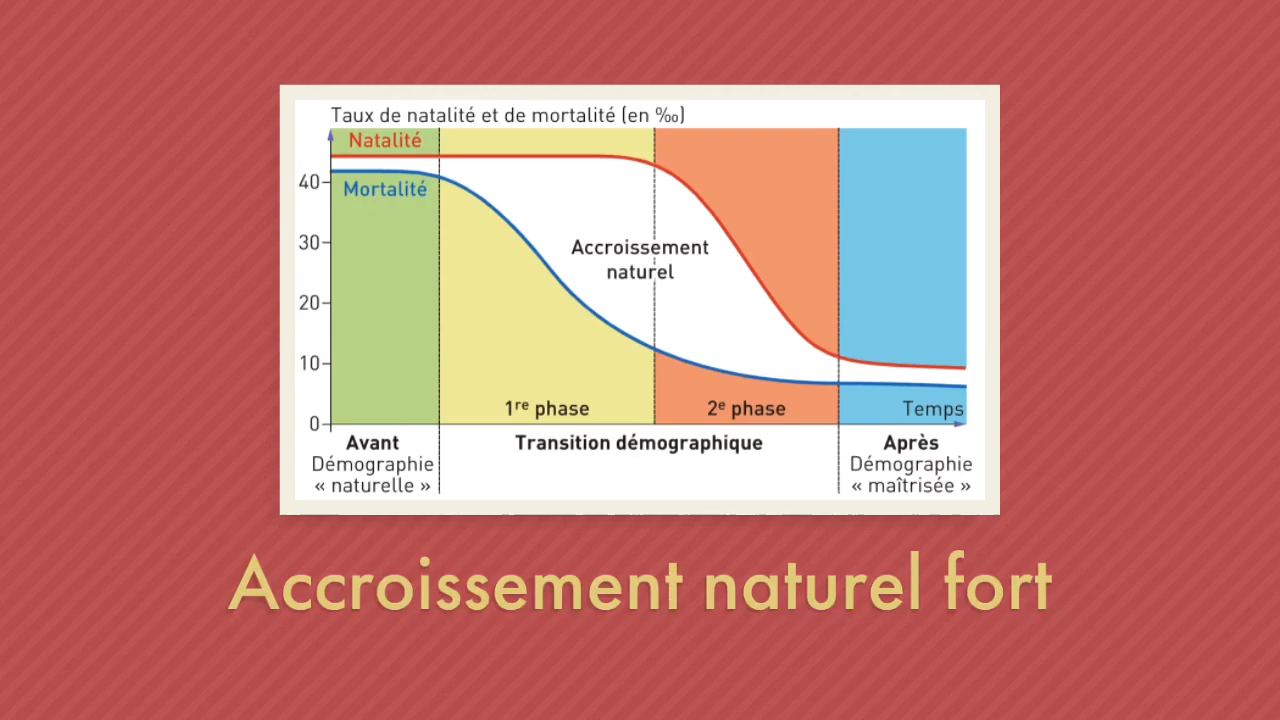 Taux de natalité et de mortalité (en ‰)
Natalité
40
Mortalité
30
Accroissement
naturel
20
10
1re phase
2e phase
Temps
0
Avant
Transition démographique
Après
Démographie
« naturelle »
Démographie
« maîtrisée »
Accroissement naturel fort